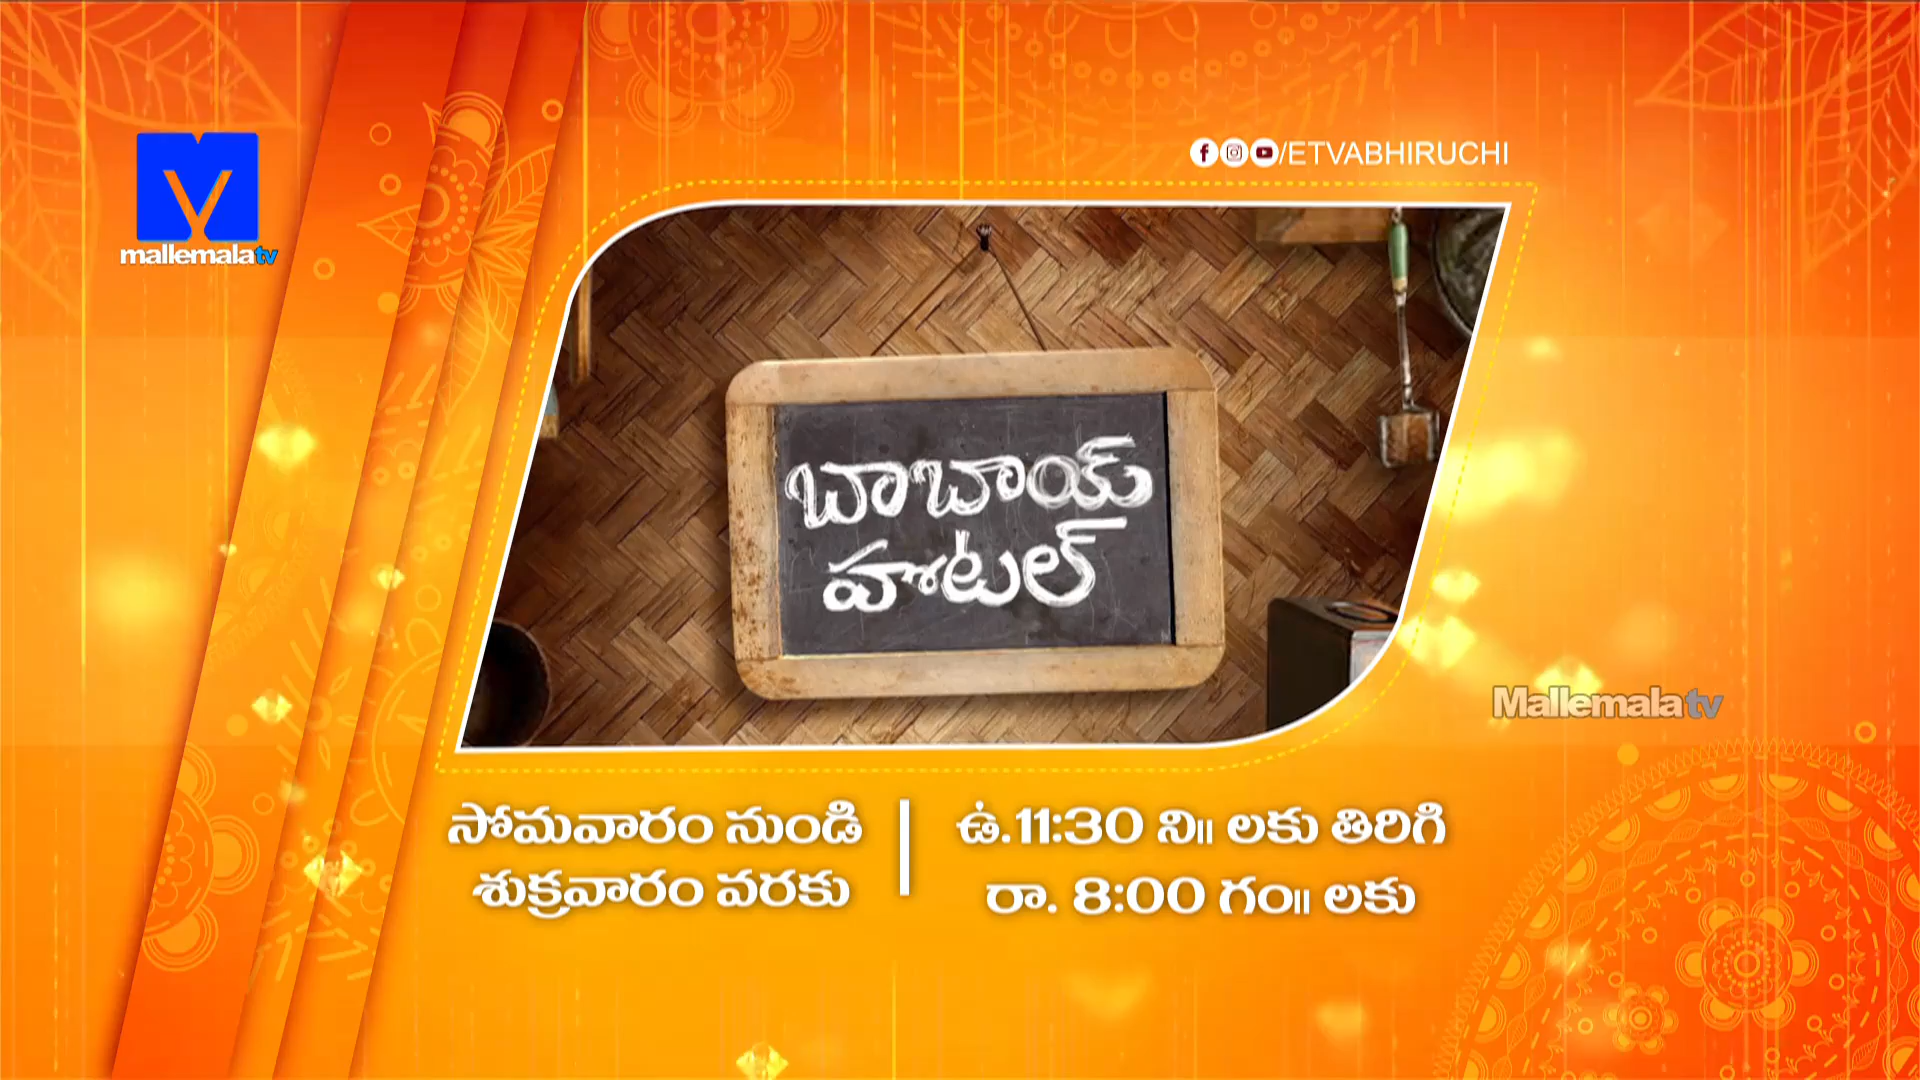 mallemalatv
/ETVABHIRUCHI
బాబాయ్
హోటల్
Mallemalatv
సోమవారం నుండి
శుక్రవారం వరకు
ఉ.11:30 ని॥ లకు తిరిగి
రా. 8:00 గం॥ లకు